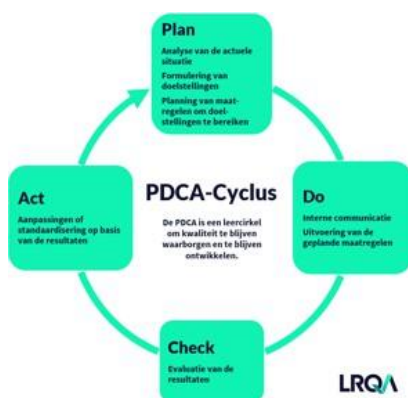 Plan
Analyse van de actuele
situatie
Formulering van
doelstellingen
Planning van maat-
regelen om doel-
stellingen te bereiken
Act
Aanpassingen of
standaardisering op basis
van de resultaten
PDCA-Cyclus
De PDCA is een leercirkel
om kwaliteit te blijven
waarborgen en te blijven
ontwikkelen.
Do
Interne communicatie
Uitvoering van de
geplande maatregelen
Check
Evaluatie van de
resultaten
LRQA